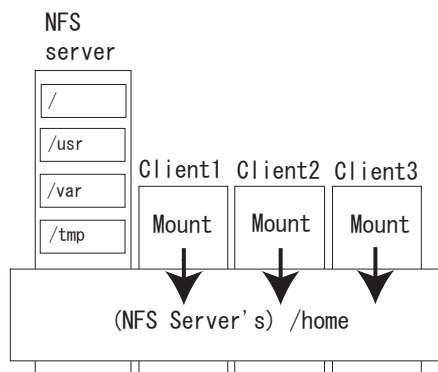 NFS
server
/
/usr
/var
/tmp
Client1 Client2 Client3
Mount Mount Mount
(NFS Server's) /home